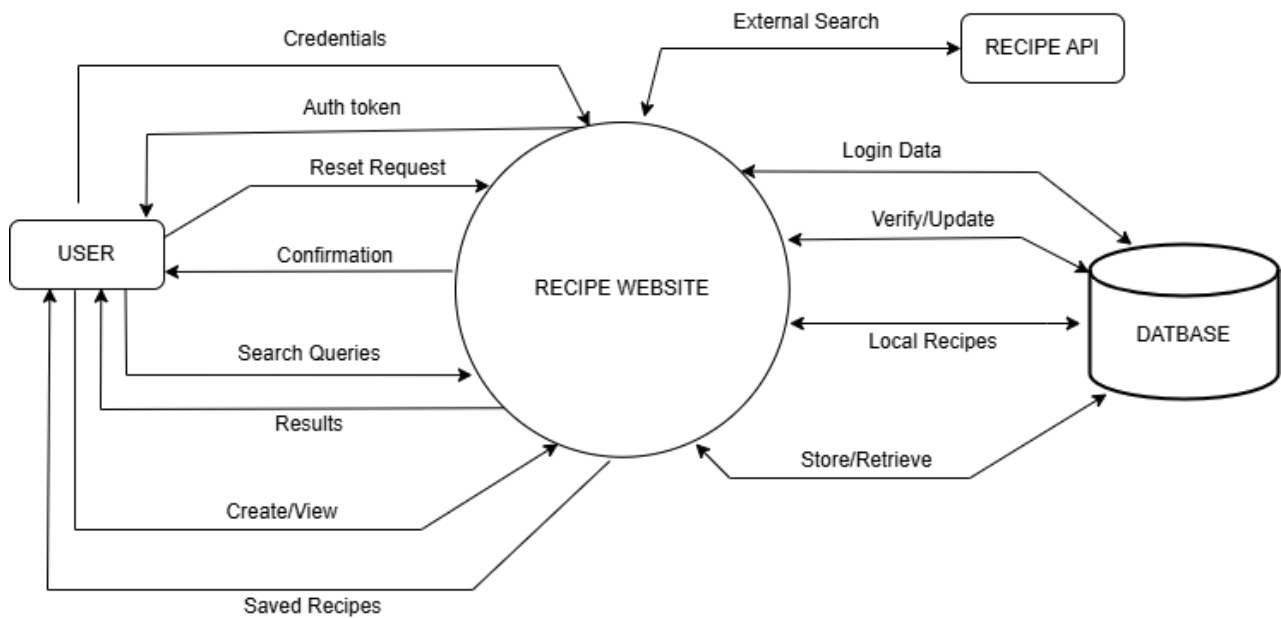 External Search
RECIPE API
Credentials
Auth token
Login Data
Reset Request
Verify/Update
USER
Confirmation
RECIPE WEBSITE
DATBASE
Local Recipes
Search Queries
Results
Store/Retrieve
Create/View
Saved Recipes